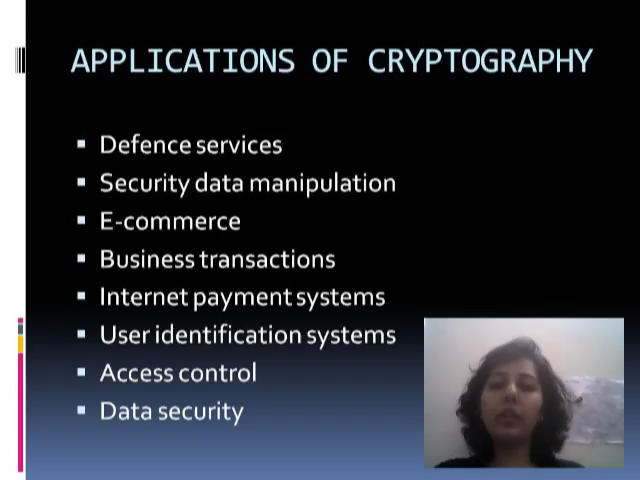 APPLICATIONS OF CRYPTOGRAPHY
Defence services
Security data manipulation
E-commerce
Business transactions
Internet payment systems
User identification systems
Access control
Data security